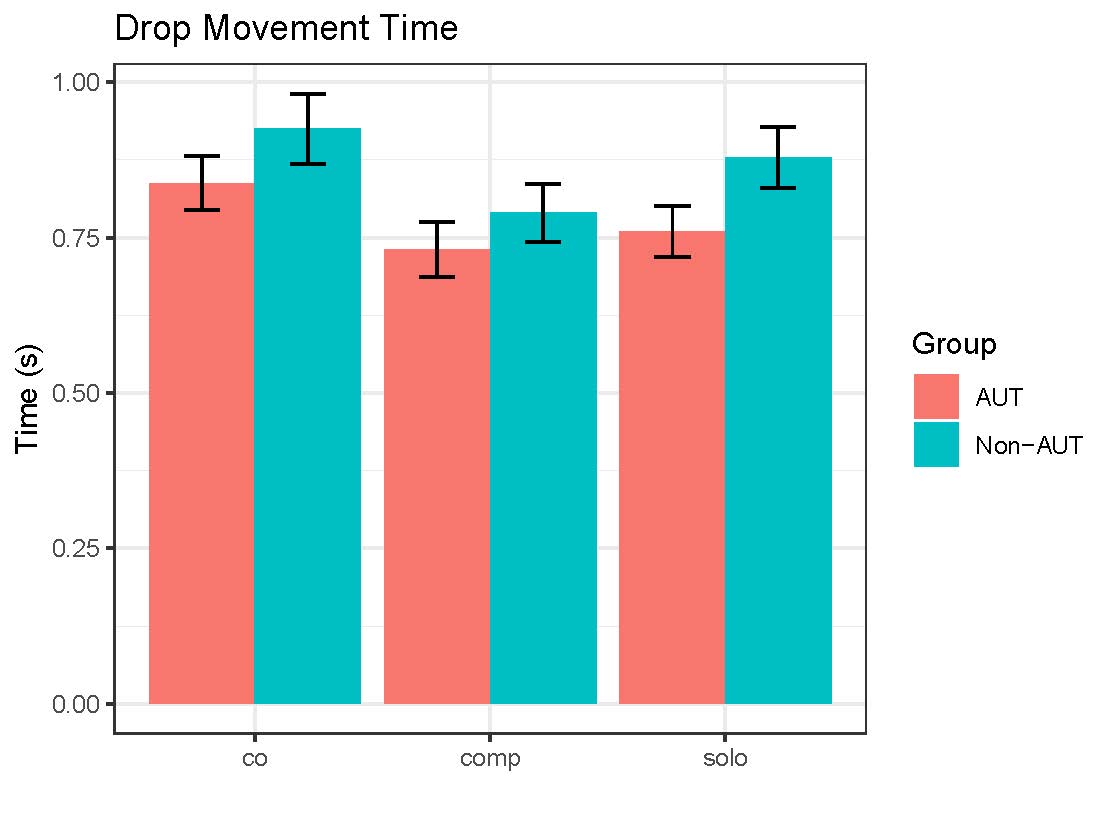 Drop Movement Time
1.00
0.75
0.50
0.25
0.00
Time (s)
co comp solo
Group
AUT
Non-AUT